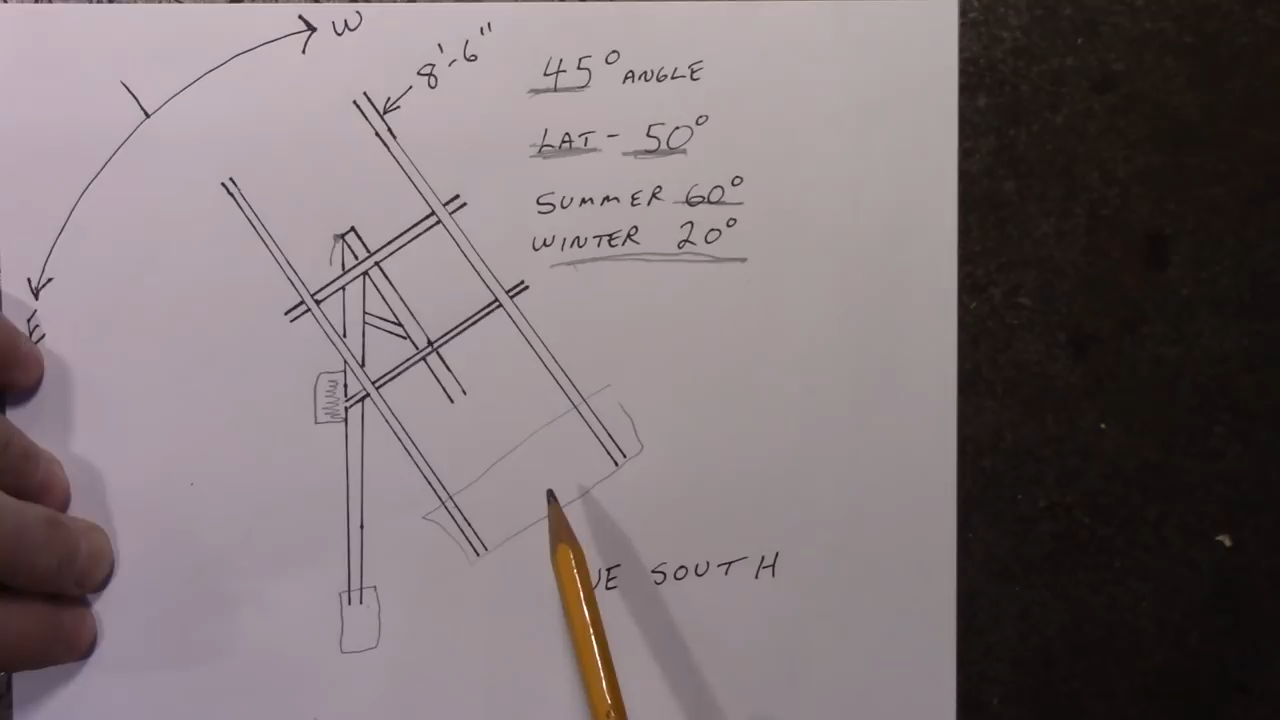 W
8'-6"
45° ANGLE
LAT - 50°
SUMMER 60°
WINTER 20°
E
SOUTH